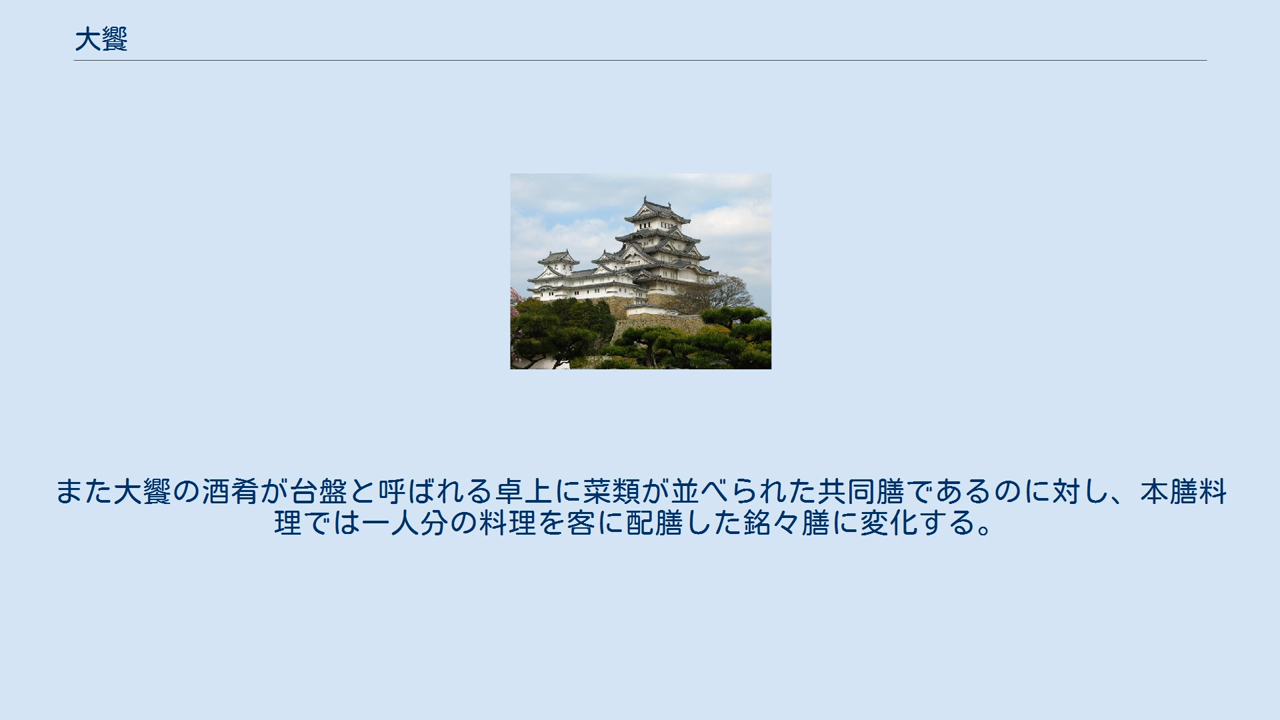 大饗
また大饗の酒肴が台盤と呼ばれる卓上に菜類が並べられた共同膳であるのに対し、本膳料
理では一人分の料理を客に配膳した銘々膳に変化する。